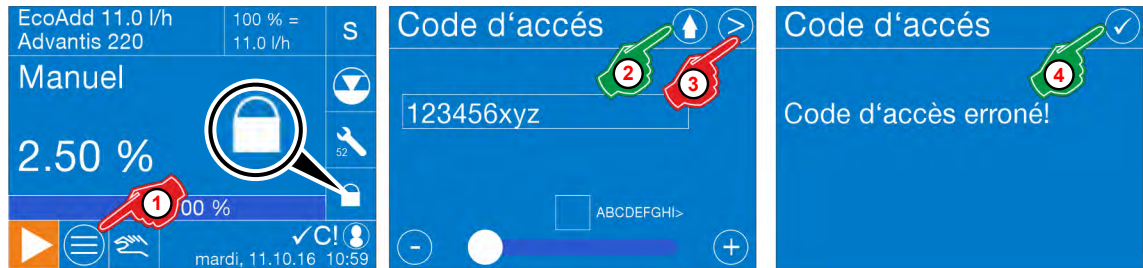 EcoAdd 11.0 l/h
Advantis 220
100 % =
11.0 l/h
S
Manuel
2.50 %
52
1
00 %
C!
mardi, 11.10.16 10:59
Code d‘accés
>
2
3
123456xyz
ABCDEFGHI>
-
+
Code d‘accés
4
Code d‘accès erroné!